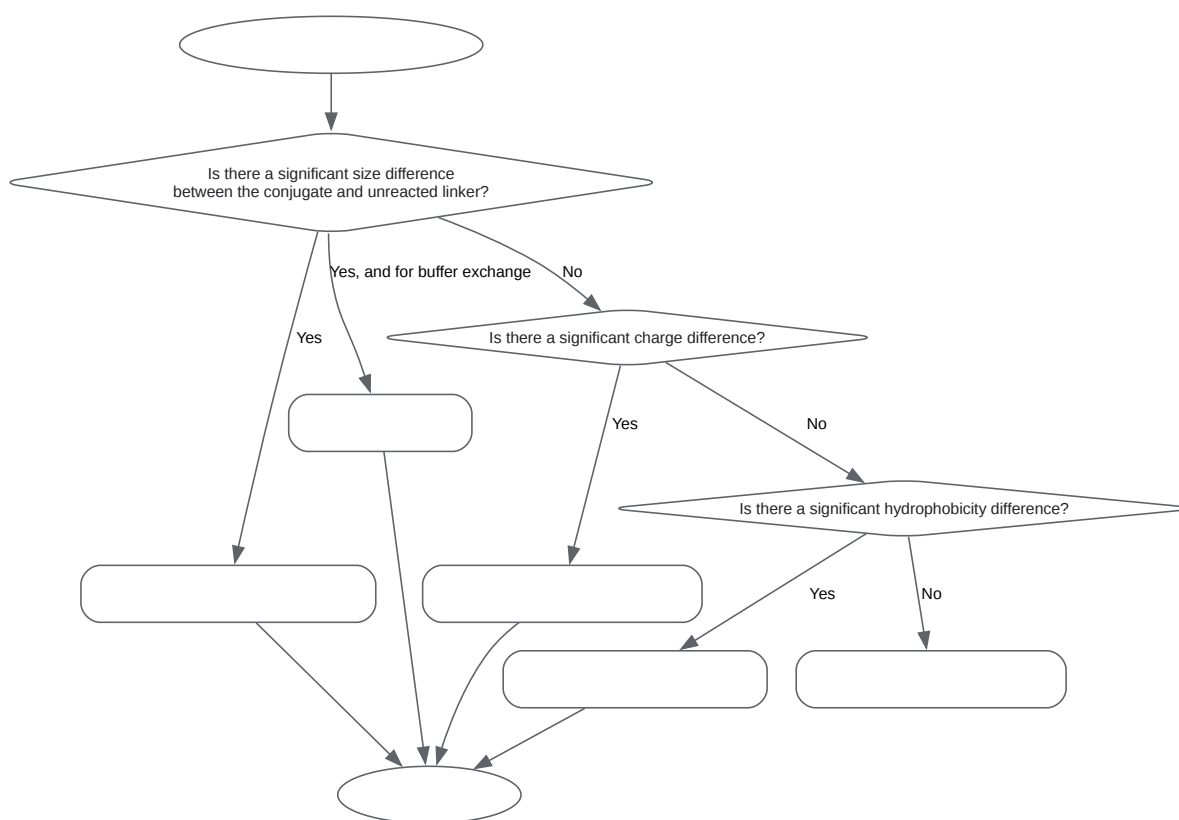 Is there a significant size difference
between the conjugate and unreacted linker?
Yes, and for buffer exchange
No
Yes
Is there a significant charge difference?
Yes
No
Is there a significant hydrophobicity difference?
Yes
No